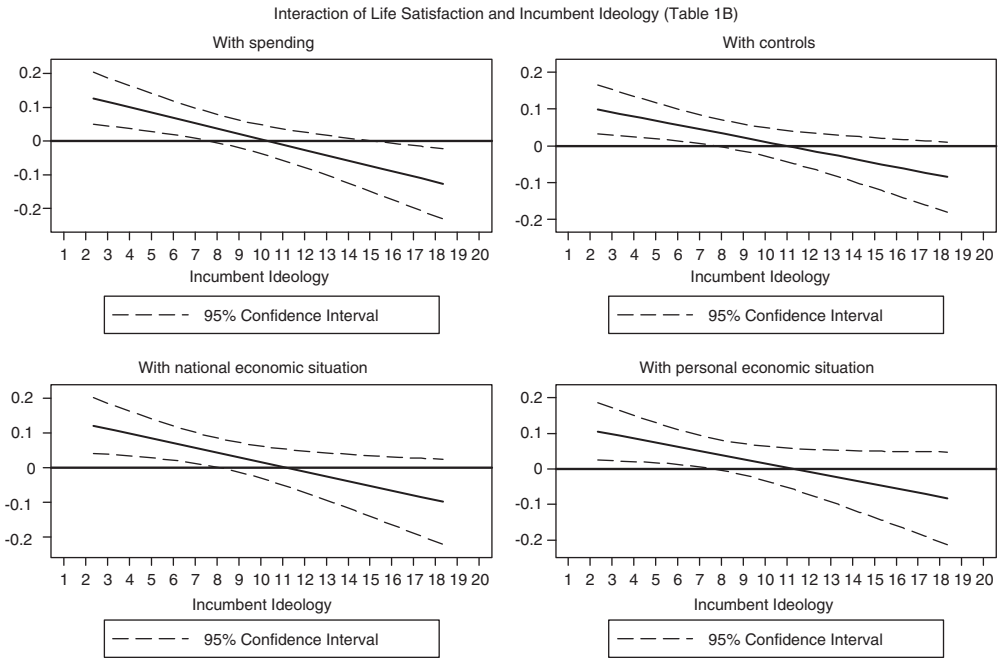 Interaction of Life Satisfaction and Incumbent Ideology (Table 1B)
With spending
0.2
0.1
0
-0.1
-0.2
1 2 3 4 5 6 7 8 9 10 11 12 13 14 15 16 17 18 19 20
Incumbent Ideology
95% Confidence Interval
With controls
0.2
0.1
0
-0.1
-0.2
1 2 3 4 5 6 7 8 9 10 11 12 13 14 15 16 17 18 19 20
Incumbent Ideology
95% Confidence Interval
With national economic situation
0.2
0.1
0
-0.1
-0.2
1 2 3 4 5 6 7 8 9 10 11 12 13 14 15 16 17 18 19 20
Incumbent Ideology
95% Confidence Interval
With personal economic situation
0.2
0.1
0
-0.1
-0.2
1 2 3 4 5 6 7 8 9 10 11 12 13 14 15 16 17 18 19 20
Incumbent Ideology
95% Confidence Interval